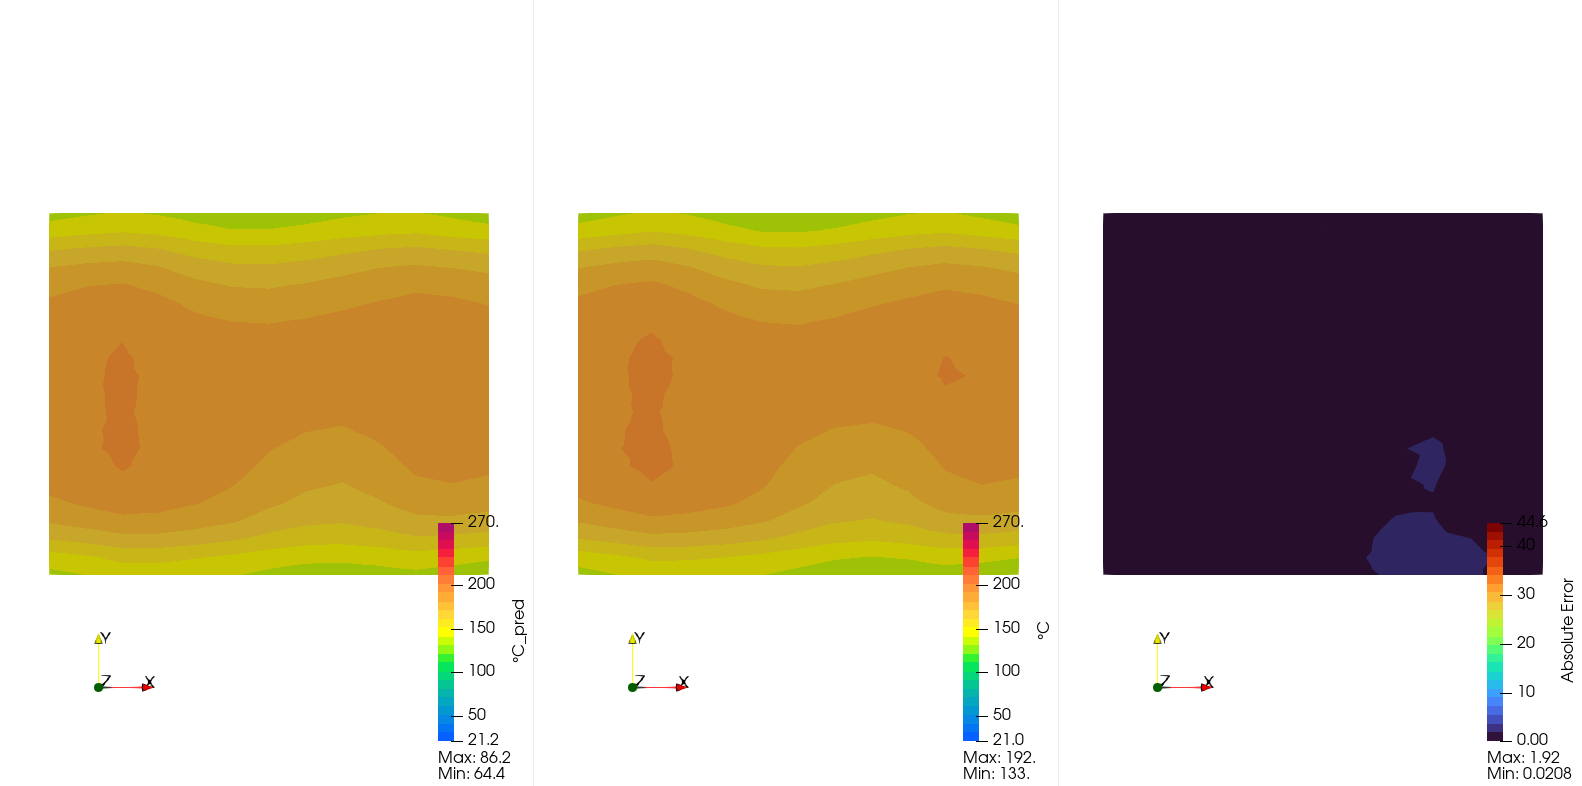 270.
200
150
100
50
21.2
°C_pred
Max: 86.2
Min: 64.4
Y
Z
X
270.
200
150
100
50
21.0
°C
Max: 192.
Min: 133.
Y
Z
X
44.6
40
30
20
10
0.00
Absolute Error
Max: 1.92
Min: 0.0208
Y
Z
X